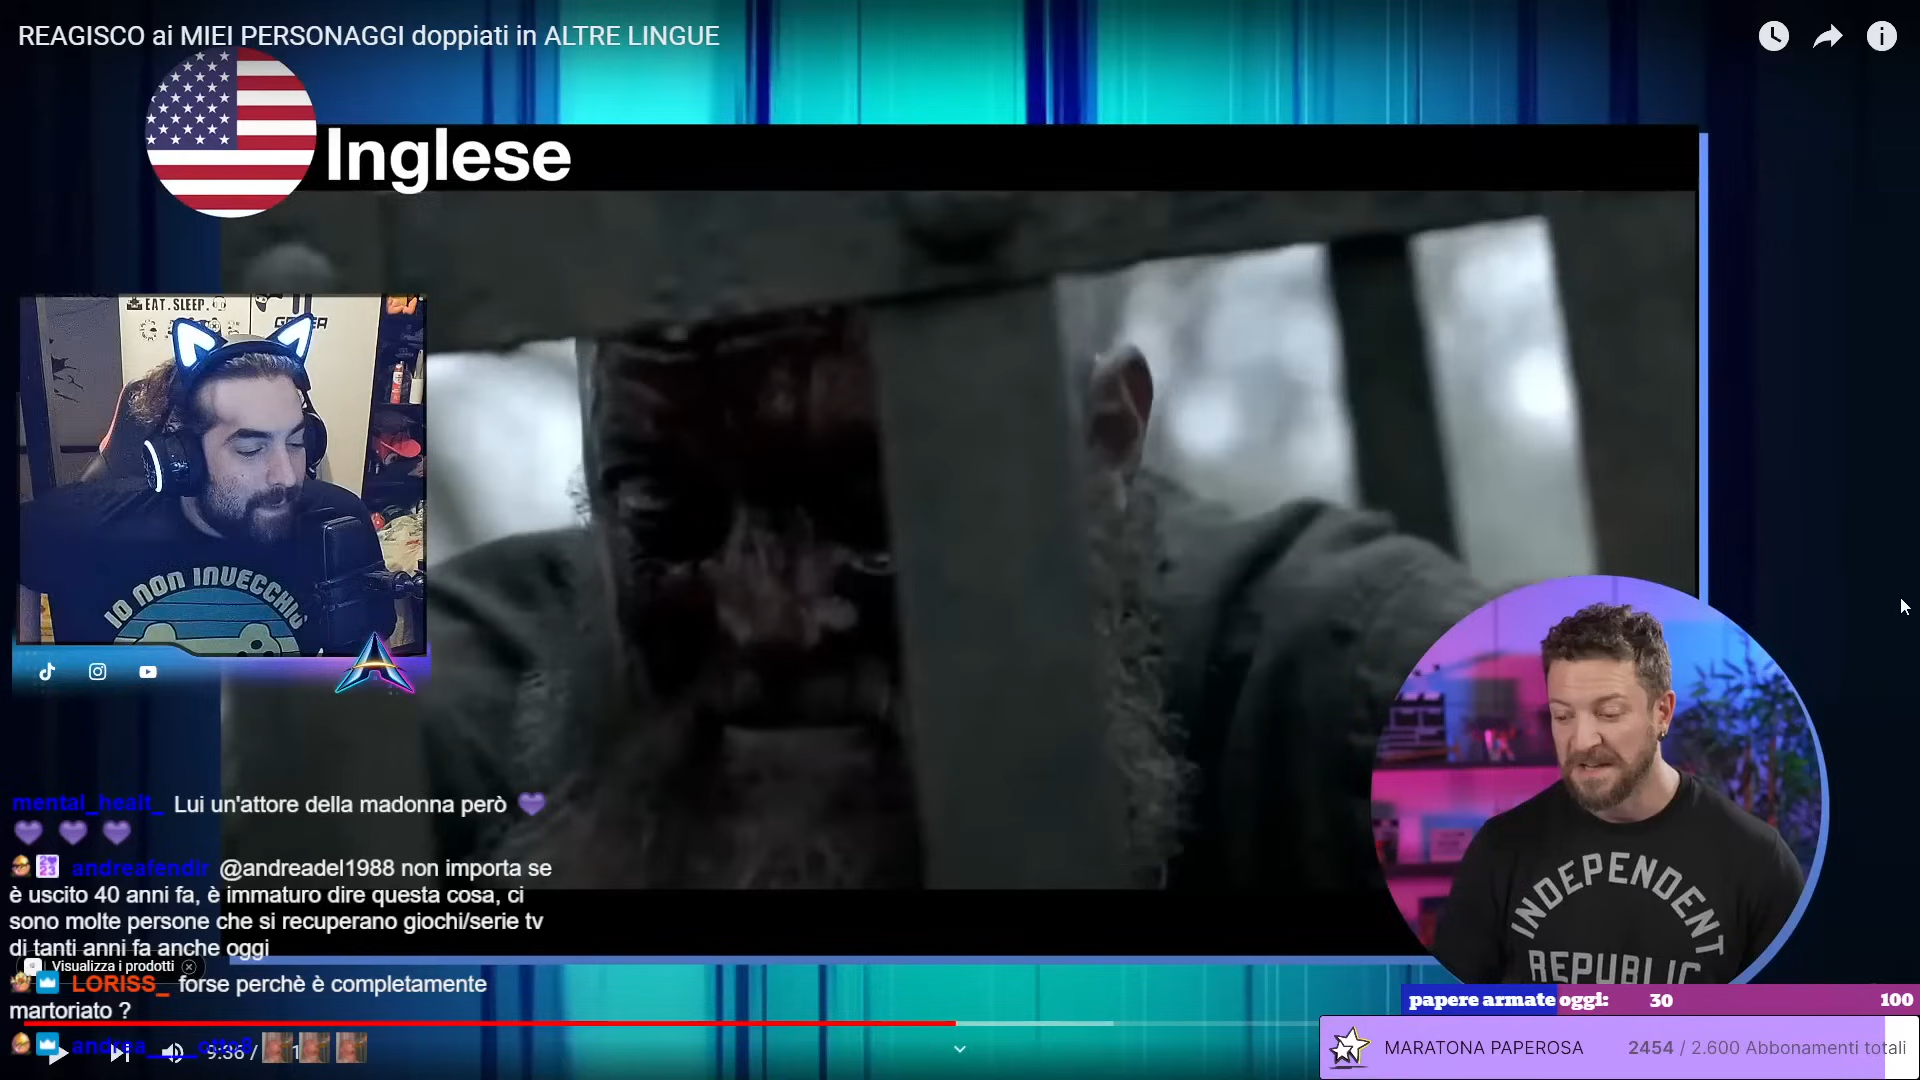 REAGISCO ai MIEI PERSONAGGI doppiati in ALTRE LINGUE
Inglese
EAT.SLEEP.
IO NON INVECCHIO
mental_healt_ Lui un'attore della madonna però 💜
💜 💜 💜
andreafendir @andreadel1988 non importa se
è uscito 40 anni fa, è immaturo dire questa cosa, ci
sono molte persone che si recuperano giochi/serie tv
di tanti anni fa anche oggi
Visualizza i prodotti
LORISS_ forse perchè è completamente
martoriato ?
9:36 /
INDEPENDENT
REPUBLIC
papere armate oggi: 30 100
MARATONA PAPEROSA 2454 / 2.600 Abbonamenti totali